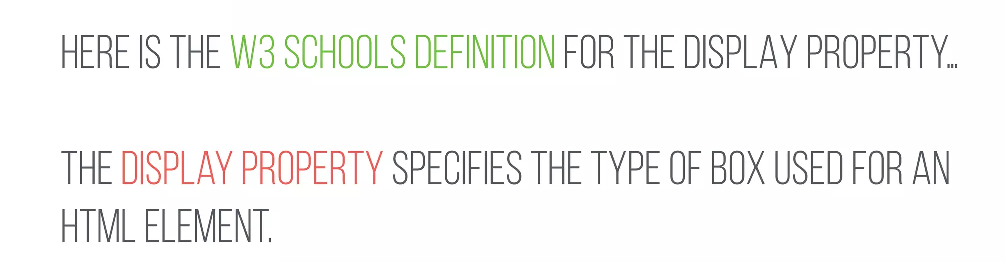 HERE IS THE W3 SCHOOLS DEFINITION FOR THE DISPLAY PROPERTY...
THE DISPLAY PROPERTY SPECIFIES THE TYPE OF BOX USED FOR AN
HTML ELEMENT.